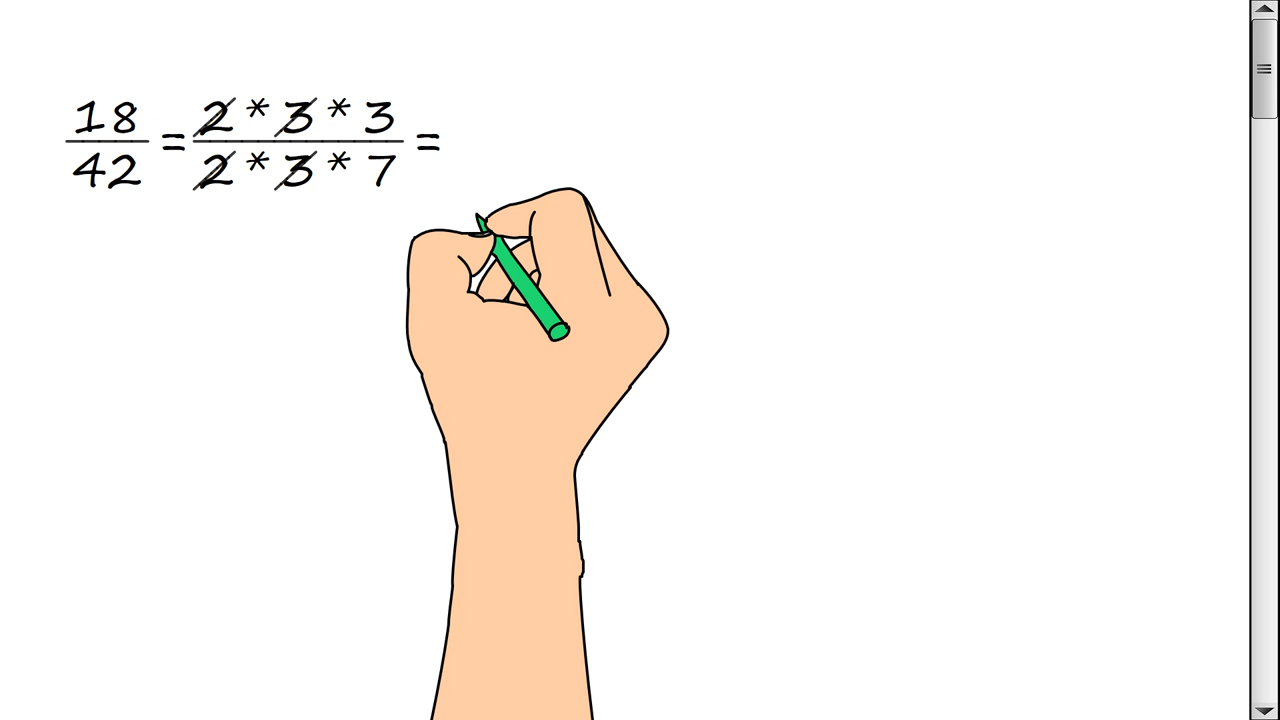 18/42 = 2 * 3 * 3 / 2 * 3 * 7 =